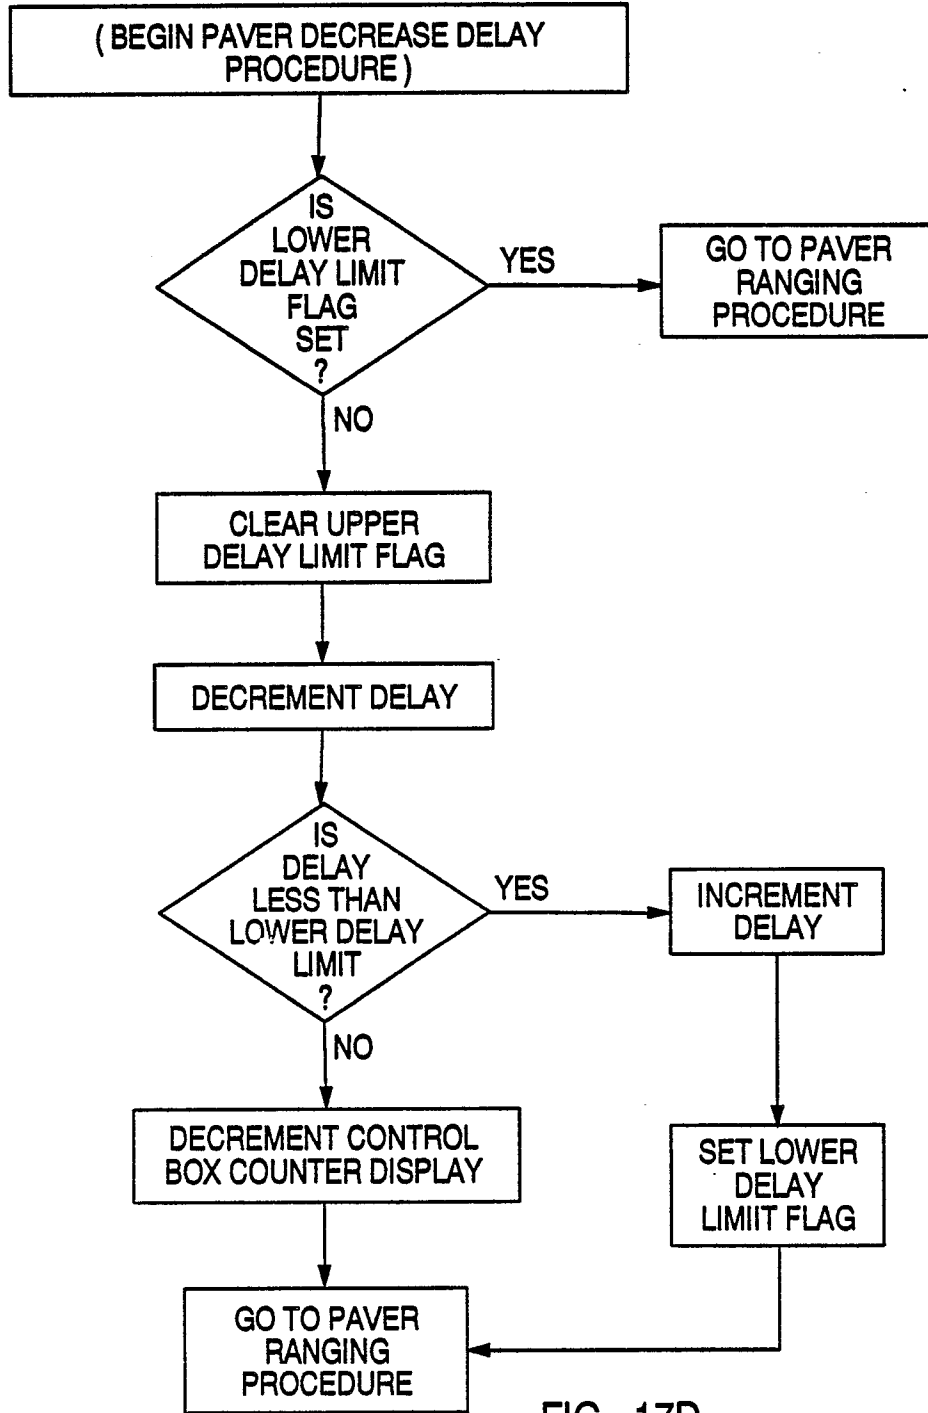 ( BEGIN PAVER DECREASE DELAY
PROCEDURE )
IS
LOWER
DELAY LIMIT
FLAG
SET
?
YES
GO TO PAVER
RANGING
PROCEDURE
NO
CLEAR UPPER
DELAY LIMIT FLAG
DECREMENT DELAY
IS
DELAY
LESS THAN
LOWER DELAY
LIMIT
?
YES
INCREMENT
DELAY
NO
DECREMENT CONTROL
BOX COUNTER DISPLAY
SET LOWER
DELAY
LIMIIT FLAG
GO TO PAVER
RANGING
PROCEDURE